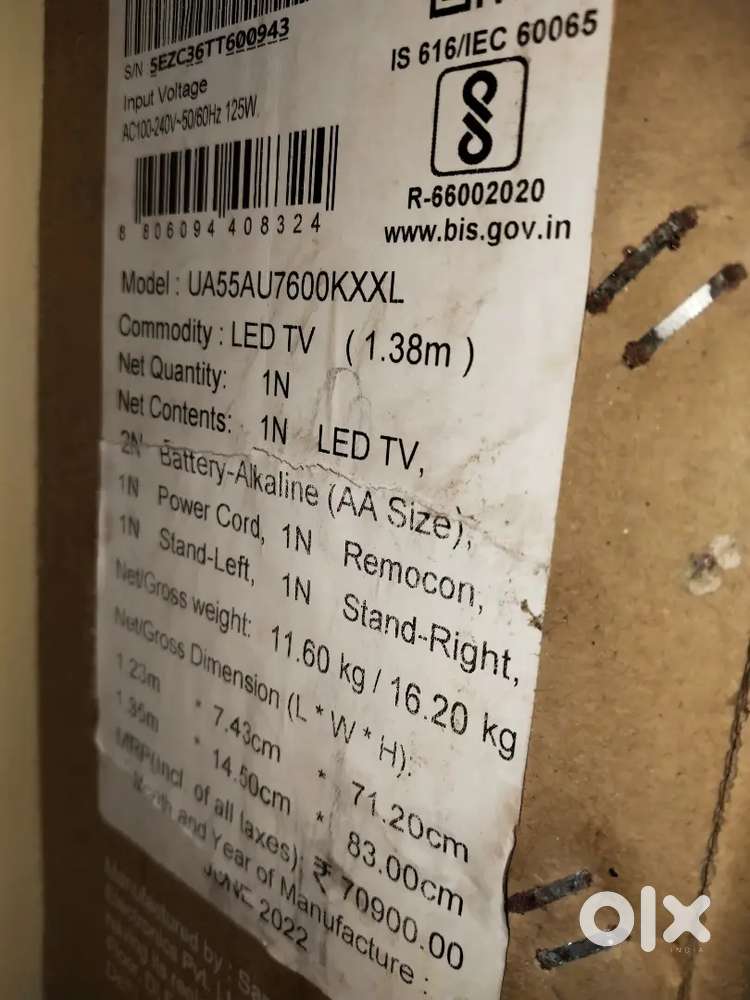 S/N 5EZC36TT600943
Input Voltage
AC100-240V~50/60Hz 125W
IS 616/IEC 60065
R-66002020
www.bis.gov.in
8 806094 408324
Model : UA55AU7600KXXL
Commodity : LED TV ( 1.38m )
Net Quantity: 1N
Net Contents: 1N LED TV,
2N Battery-Alkaline (AA Size),
1N Power Cord, 1N Remocon,
1N Stand-Left, 1N Stand-Right,
Net/Gross weight: 11.60 kg / 16.20 kg
Net/Gross Dimension (L * W * H):
1.23m * 7.43cm * 71.20cm
1.35m * 14.50cm * 83.00cm
MRP(incl. of all taxes): ₹ 70900.00
Month and Year of Manufacture :
JUNE 2022
Manufactured by :
Electronics Pvt.
olx
INDIA